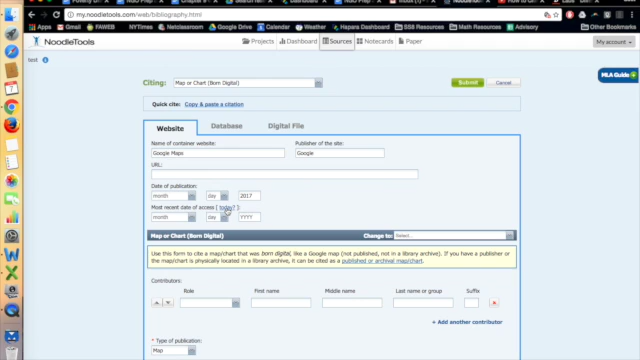 my.noodletools.com/web/bibliography.html
Apps FAWEB NYTimes Google Drive Calendar Weather Hapara Dashboard SSB Resources Math Resources Advisory Other Bookmarks
NoodleTools Projects Dashboard Sources Notecards Paper My account
test
Citing: Map or Chart (Born Digital) Submit Cancel
MLA Guide
Quick cite: Copy & paste a citation
Website Database Digital File
Name of container website: Publisher of the site:
Google Maps Google
URL:
Date of publication:
month day 2017
Most recent date of access [ today? ]:
month day YYYY
Map or Chart (Born Digital) Change to: Select...
Use this form to cite a map/chart that was born digital, like a Google map (not published, not in a library archive). If you have a publisher
or the map/chart is physically located in a library archive, it can be cited as a published or archival map/chart.
Contributors:
Role First name Middle name Last name or group Suffix
+ Add another contributor
* Type of publication:
Map